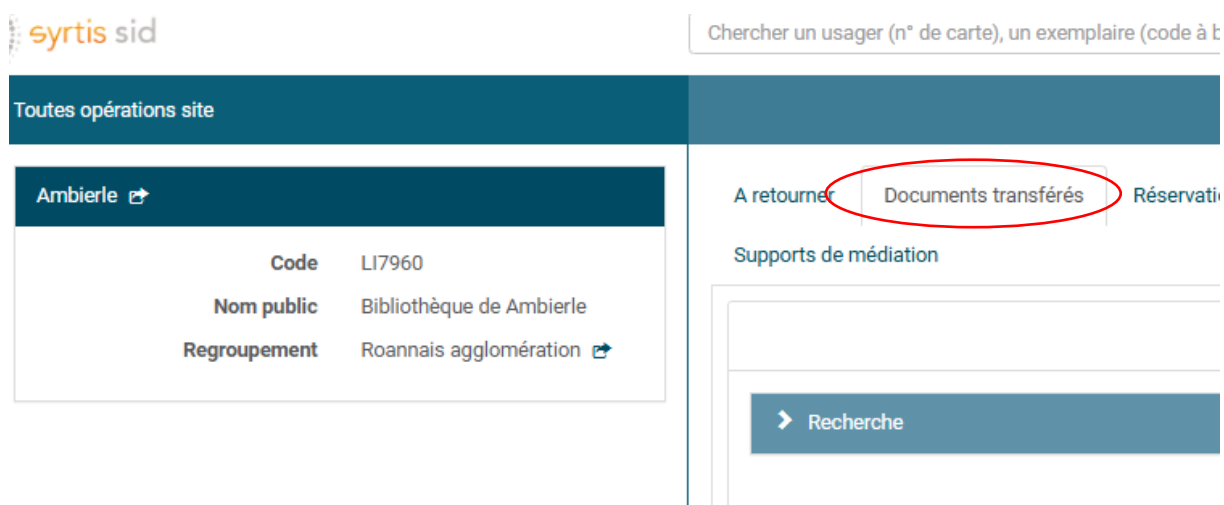 syrtis sid
Chercher un usager (n° de carte), un exemplaire (code à
Toutes opérations site
Ambierle
A retourner Documents transférés
Supports de médiation
Code LI7960
Nom public Bibliothèque de Ambierle
Regroupement Roannais agglomération
Recherche